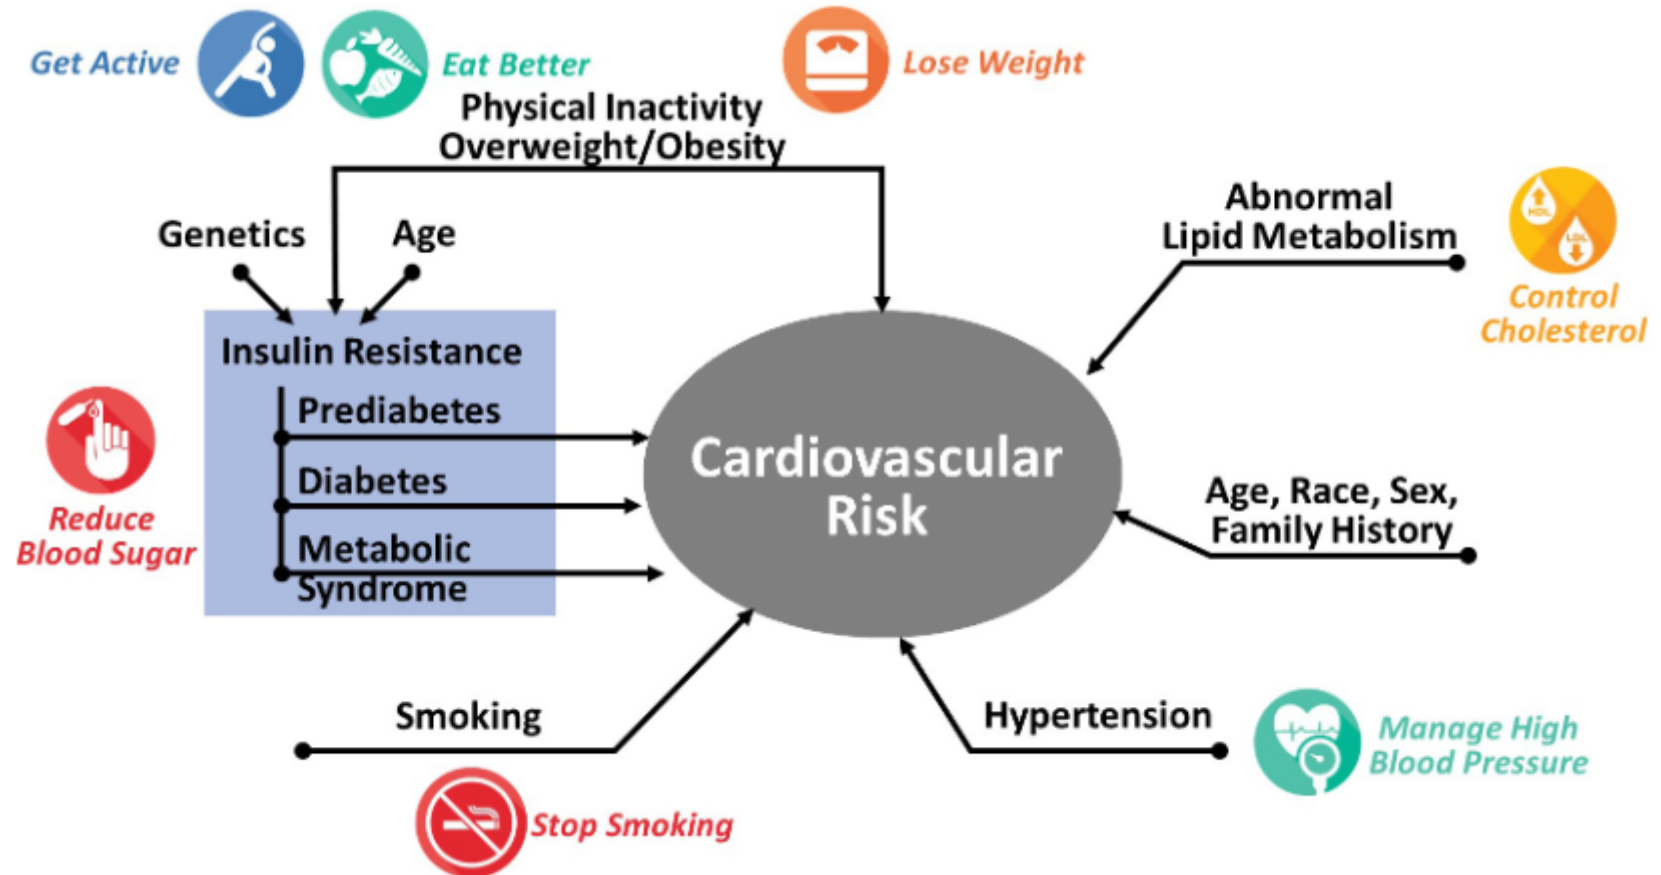 Get Active
Eat Better
Lose Weight
Physical Inactivity
Overweight/Obesity
Genetics
Age
Abnormal
Lipid Metabolism
HDL
LDL
Control
Cholesterol
Insulin Resistance
Prediabetes
Diabetes
Metabolic
Syndrome
Reduce
Blood Sugar
Cardiovascular
Risk
Age, Race, Sex,
Family History
Smoking
Stop Smoking
Hypertension
Manage High
Blood Pressure